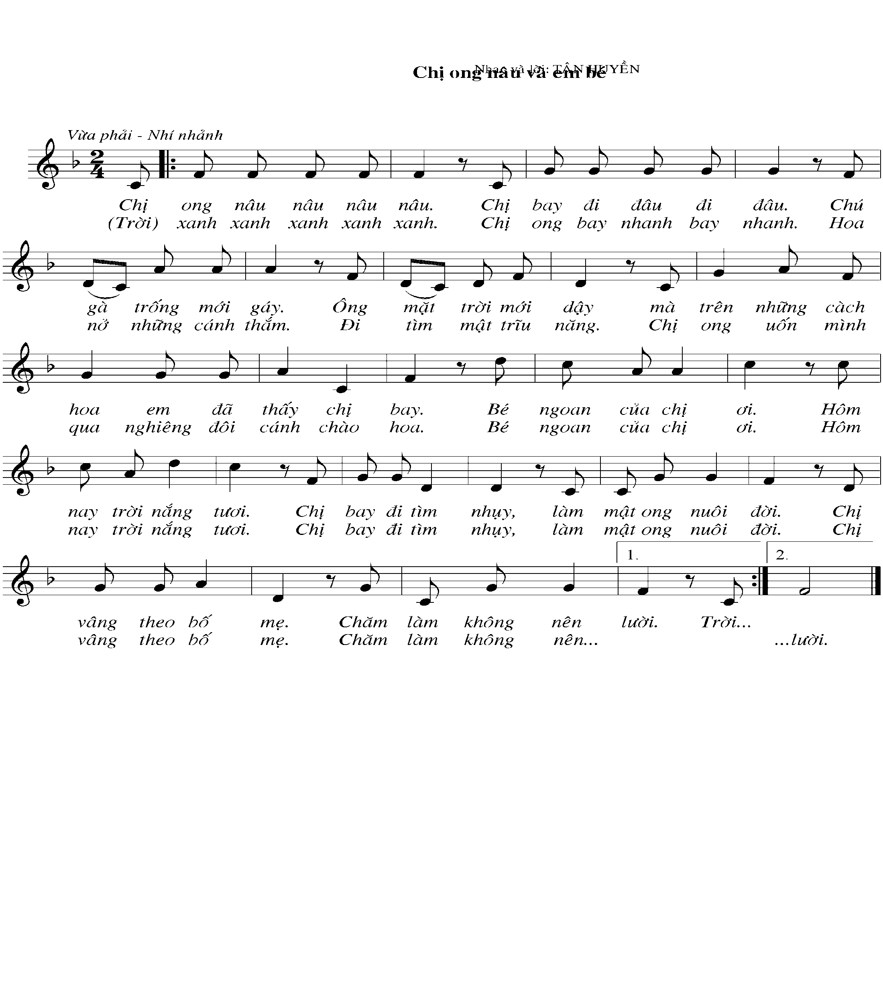 Chị ong nâu và em bé
Nhạc và lời: TÂN HUYỀN
Vừa phải - Nhí nhảnh
2
4
Chị ong nâu nâu nâu nâu. Chị bay đi đâu đi đâu. Chú
(Trời) xanh xanh xanh xanh xanh. Chị ong bay nhanh bay nhanh. Hoa
gà trống mới gáy. Ông mặt trời mới dậy mà trên những cành
nở những cánh thắm. Đi tìm mật trĩu năng. Chị ong uốn mình
hoa em đã thấy chị bay. Bé ngoan của chị ơi. Hôm
qua nghiêng đôi cánh chào hoa. Bé ngoan của chị ơi. Hôm
nay trời nắng tươi. Chị bay đi tìm nhụy, làm mật ong nuôi đời. Chị
nay trời nắng tươi. Chị bay đi tìm nhụy, làm mật ong nuôi đời. Chị
1. 2.
vâng theo bố mẹ. Chăm làm không nên lười. Trời...
vâng theo bố mẹ. Chăm làm không nên... ...lười.